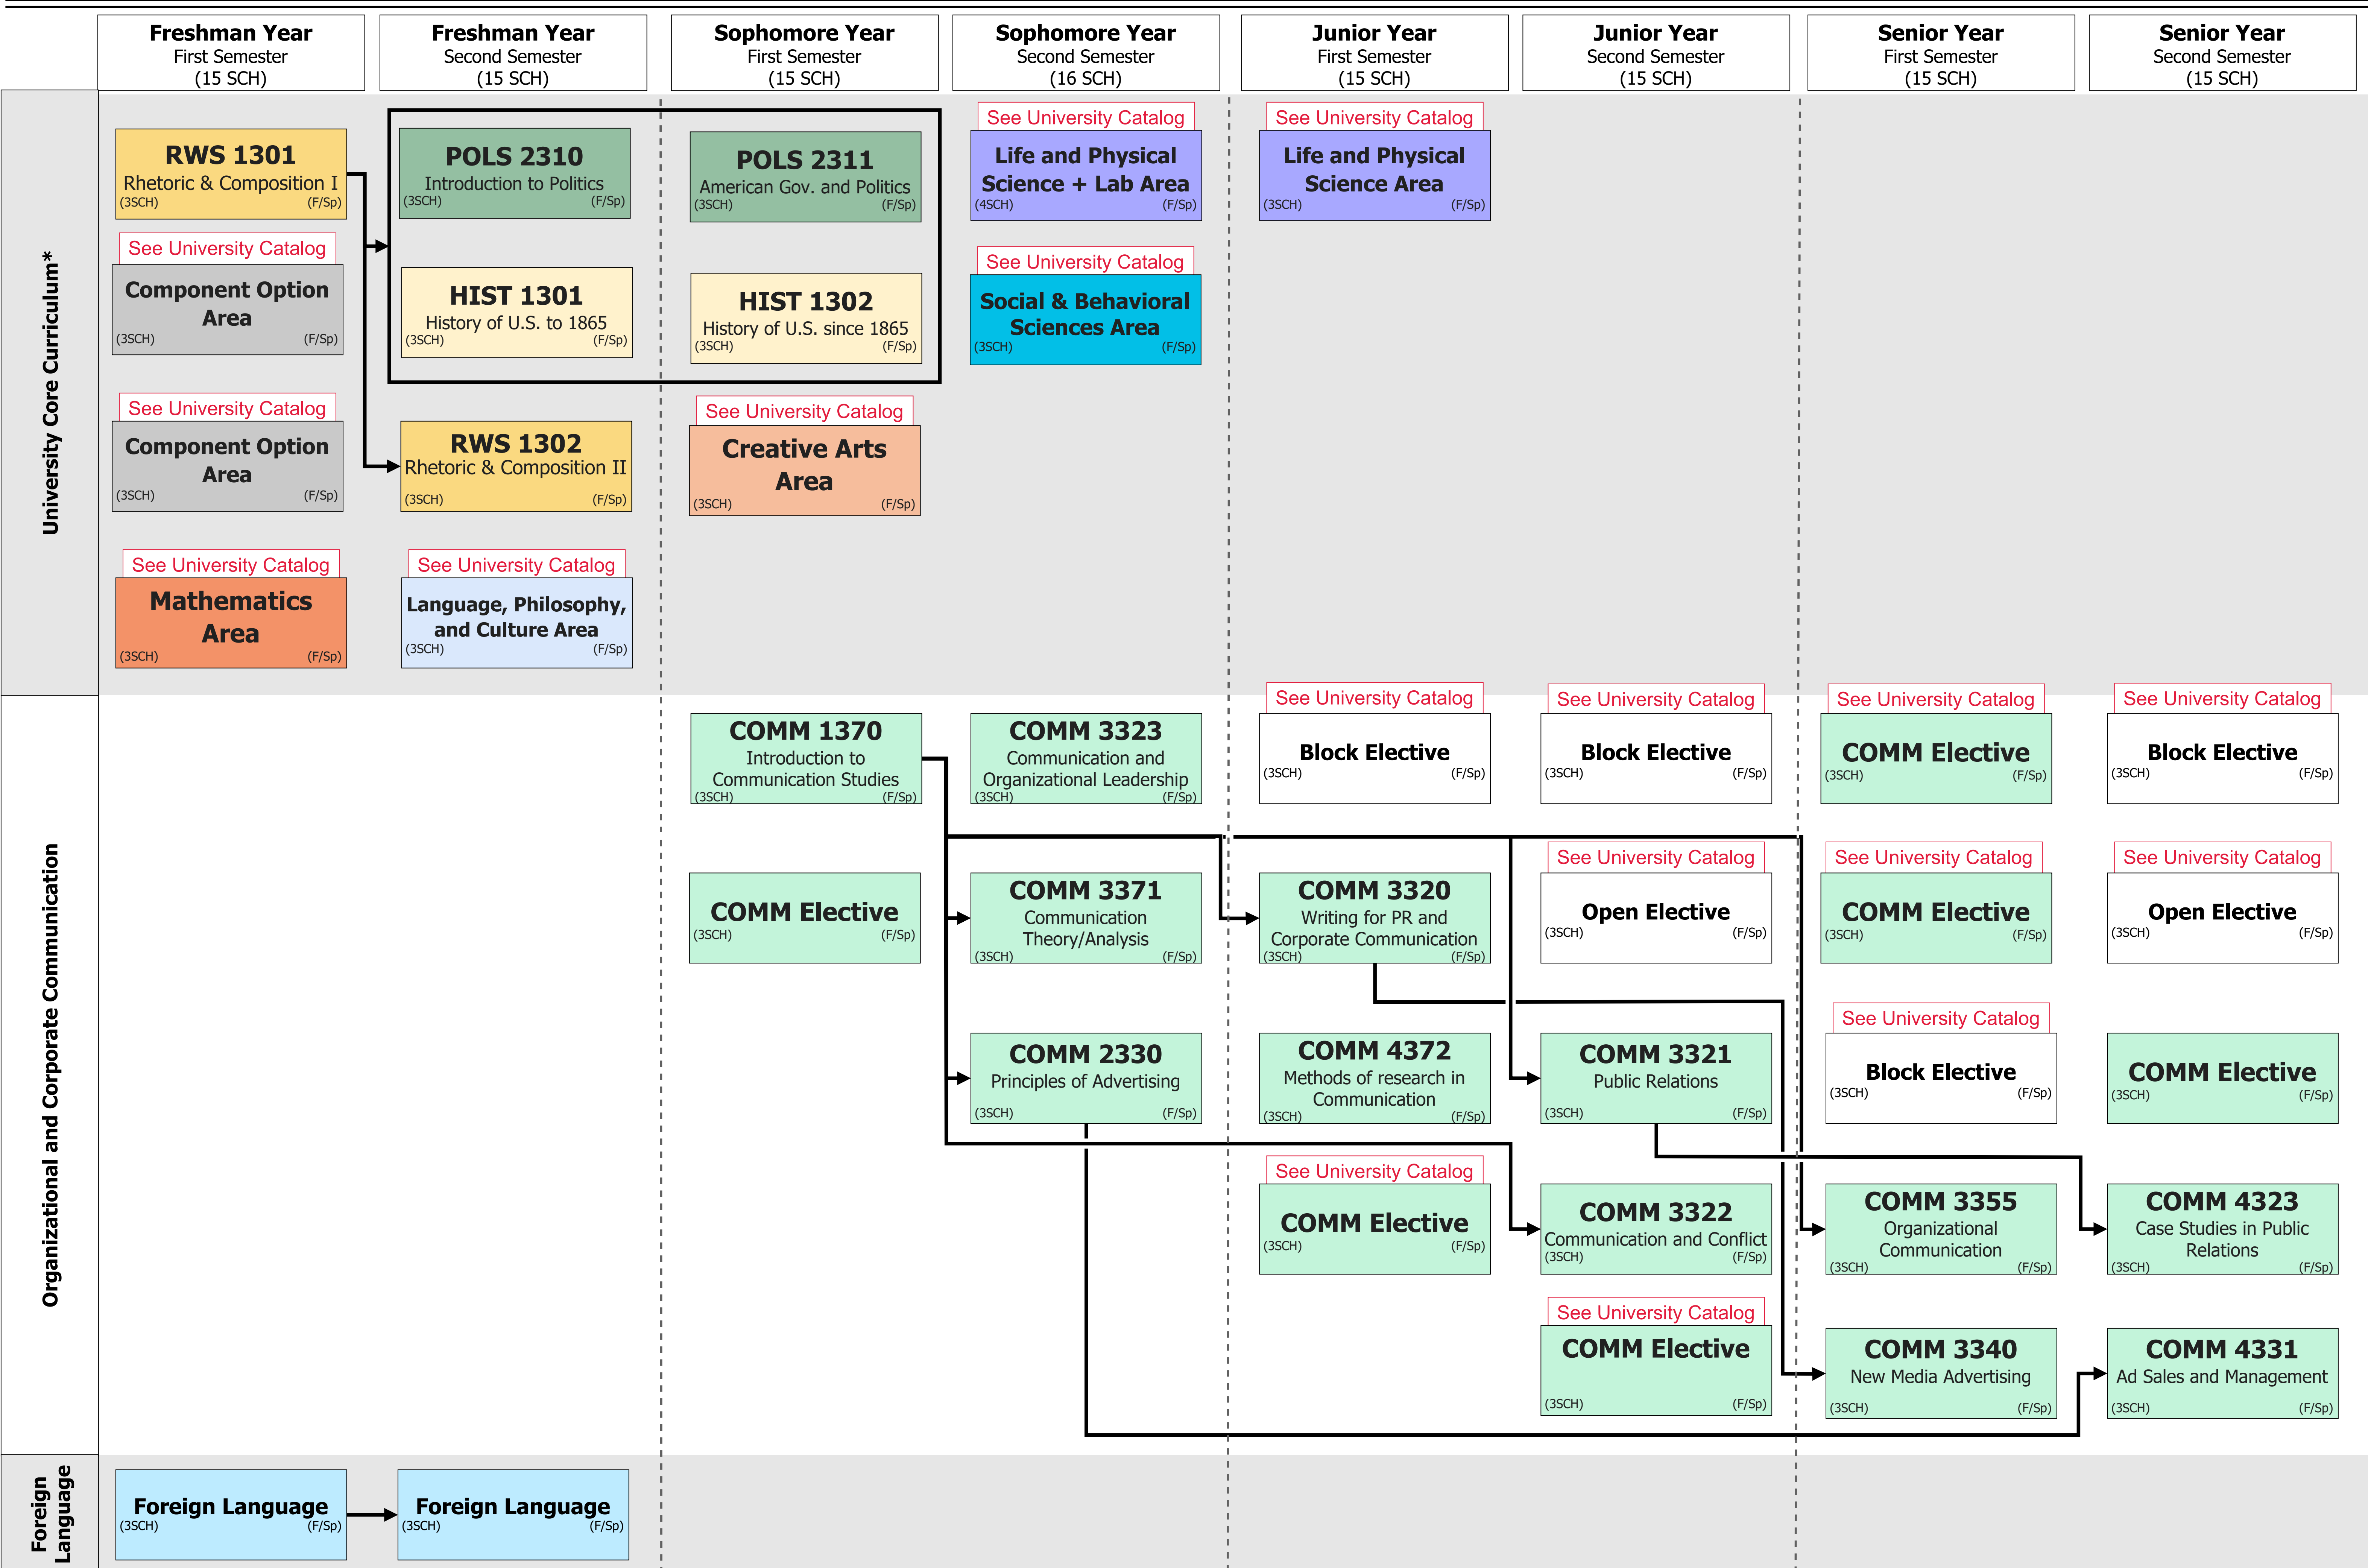 Freshman Year
First Semester
(15 SCH)
Freshman Year
Second Semester
(15 SCH)
Sophomore Year
First Semester
(15 SCH)
Sophomore Year
Second Semester
(16 SCH)
Junior Year
First Semester
(15 SCH)
Junior Year
Second Semester
(15 SCH)
Senior Year
First Semester
(15 SCH)
Senior Year
Second Semester
(15 SCH)
University Core Curriculum*
RWS 1301
Rhetoric & Composition I
(3SCH) (F/Sp)
See University Catalog
Component Option
Area
(3SCH) (F/Sp)
See University Catalog
Component Option
Area
(3SCH) (F/Sp)
See University Catalog
Mathematics
Area
(3SCH) (F/Sp)
POLS 2310
Introduction to Politics
(3SCH) (F/Sp)
HIST 1301
History of U.S. to 1865
(3SCH) (F/Sp)
RWS 1302
Rhetoric & Composition II
(3SCH) (F/Sp)
See University Catalog
Language, Philosophy,
and Culture Area
(3SCH) (F/Sp)
POLS 2311
American Gov. and Politics
(3SCH) (F/Sp)
HIST 1302
History of U.S. since 1865
(3SCH) (F/Sp)
See University Catalog
Creative Arts
Area
(3SCH) (F/Sp)
See University Catalog
Life and Physical
Science + Lab Area
(4SCH) (F/Sp)
See University Catalog
Social & Behavioral
Sciences Area
(3SCH) (F/Sp)
See University Catalog
Life and Physical
Science Area
(3SCH) (F/Sp)
Organizational and Corporate Communication
COMM 1370
Introduction to
Communication Studies
(3SCH) (F/Sp)
COMM Elective
(3SCH) (F/Sp)
COMM 3323
Communication and
Organizational Leadership
(3SCH) (F/Sp)
COMM 3371
Communication
Theory/Analysis
(3SCH) (F/Sp)
COMM 2330
Principles of Advertising
(3SCH) (F/Sp)
See University Catalog
Block Elective
(3SCH) (F/Sp)
COMM 3320
Writing for PR and
Corporate Communication
(3SCH) (F/Sp)
COMM 4372
Methods of research in
Communication
(3SCH) (F/Sp)
See University Catalog
COMM Elective
(3SCH) (F/Sp)
See University Catalog
Block Elective
(3SCH) (F/Sp)
See University Catalog
Open Elective
(3SCH) (F/Sp)
COMM 3321
Public Relations
(3SCH) (F/Sp)
COMM 3322
Communication and Conflict
(3SCH) (F/Sp)
See University Catalog
COMM Elective
(3SCH) (F/Sp)
See University Catalog
COMM Elective
(3SCH) (F/Sp)
See University Catalog
COMM Elective
(3SCH) (F/Sp)
See University Catalog
Block Elective
(3SCH) (F/Sp)
COMM 3355
Organizational
Communication
(3SCH) (F/Sp)
COMM 3340
New Media Advertising
(3SCH) (F/Sp)
See University Catalog
Block Elective
(3SCH) (F/Sp)
See University Catalog
Open Elective
(3SCH) (F/Sp)
COMM Elective
(3SCH) (F/Sp)
COMM 4323
Case Studies in Public
Relations
(3SCH) (F/Sp)
COMM 4331
Ad Sales and Management
(3SCH) (F/Sp)
Foreign
Language
Foreign Language
(3SCH) (F/Sp)
Foreign Language
(3SCH) (F/Sp)